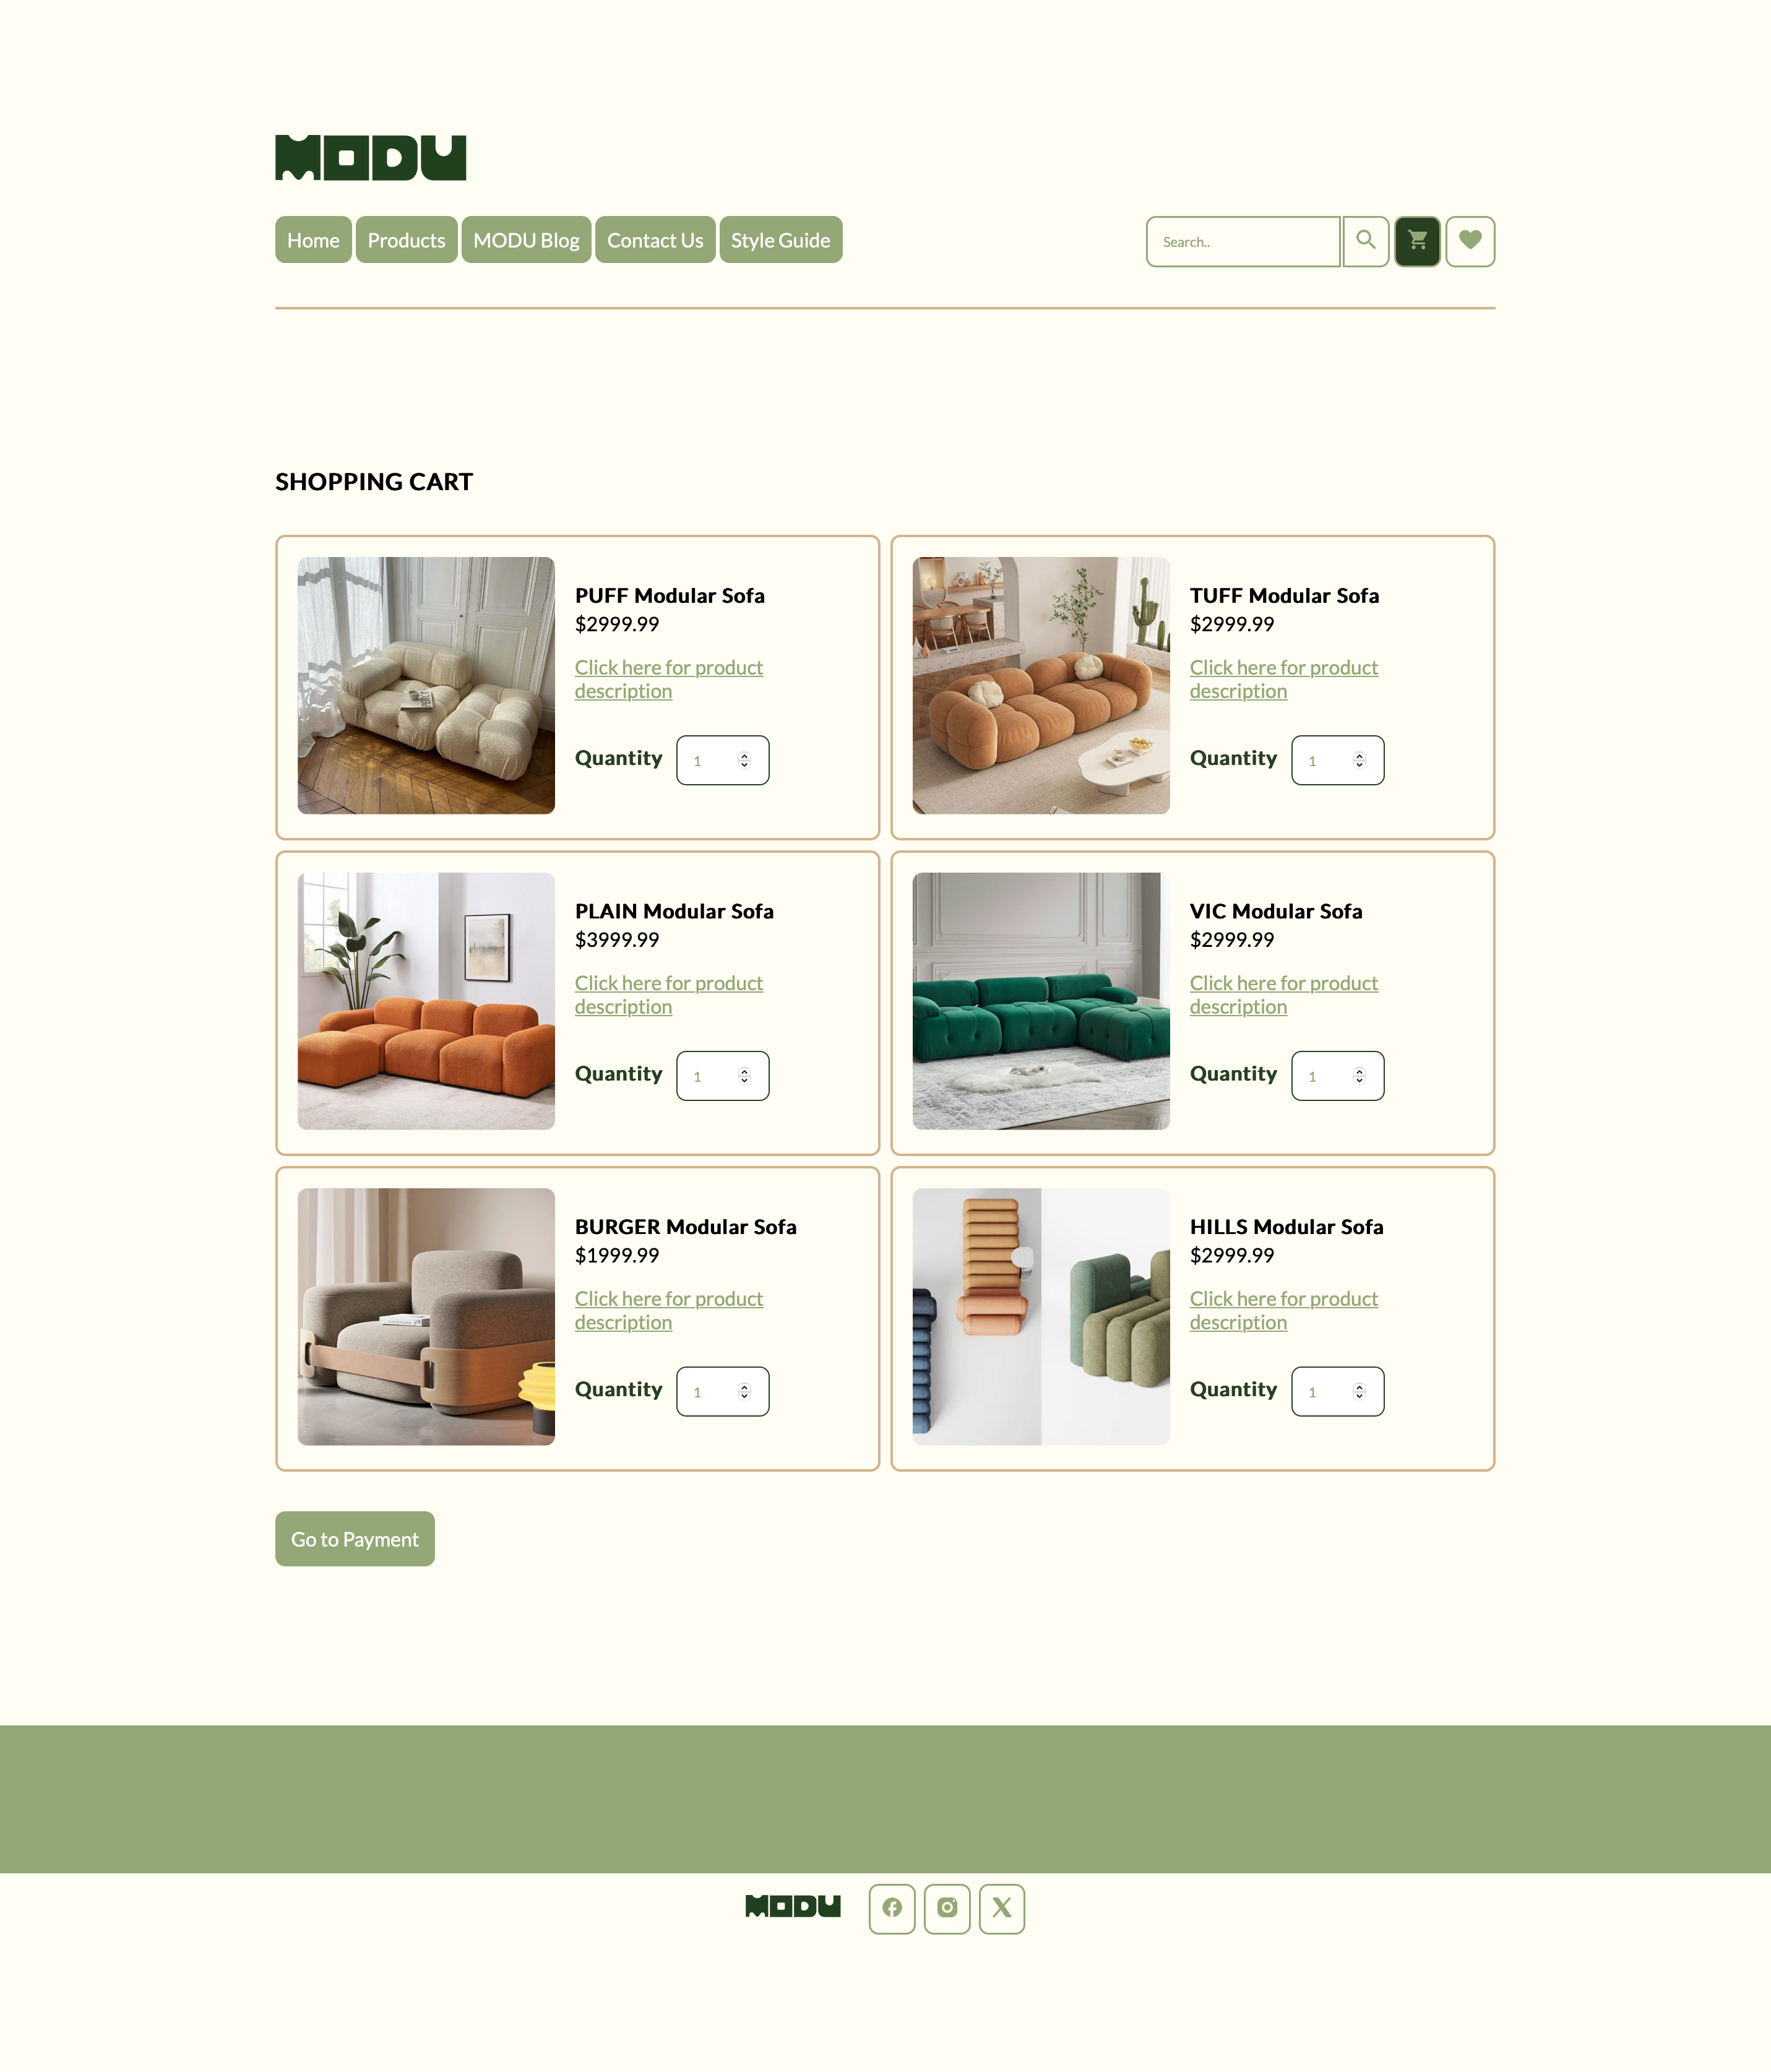 MODU
Home
Products
MODU Blog
Contact Us
Style Guide
Search..
SHOPPING CART
PUFF Modular Sofa
$2999.99
Click here for product
description
Quantity
1
TUFF Modular Sofa
$2999.99
Click here for product
description
Quantity
1
PLAIN Modular Sofa
$3999.99
Click here for product
description
Quantity
1
VIC Modular Sofa
$2999.99
Click here for product
description
Quantity
1
BURGER Modular Sofa
$1999.99
Click here for product
description
Quantity
1
HILLS Modular Sofa
$2999.99
Click here for product
description
Quantity
1
Go to Payment
MODU